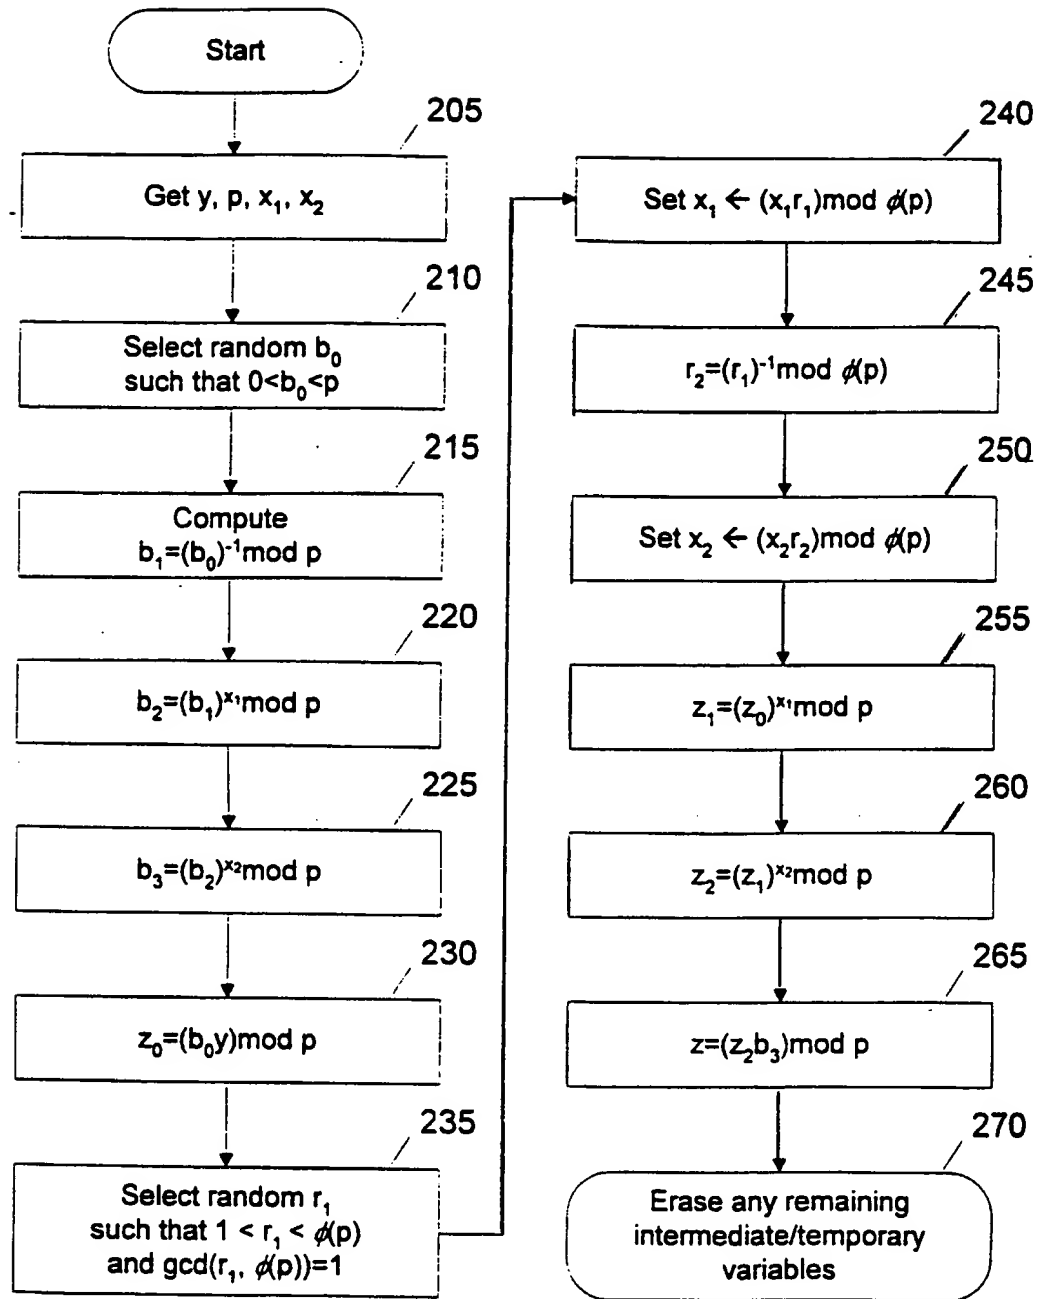 Start
205
Get y, p, x₁, x₂
210
Select random b₀
such that 0<b₀<p
215
Compute
b₁=(b₀)⁻¹mod p
220
b₂=(b₁)ˣ¹mod p
225
b₃=(b₂)ˣ²mod p
230
z₀=(b₀y)mod p
235
Select random r₁
such that 1 < r₁ < ϕ(p)
and gcd(r₁, ϕ(p))=1
240
Set x₁ ← (x₁r₁)mod ϕ(p)
245
r₂=(r₁)⁻¹mod ϕ(p)
250
Set x₂ ← (x₂r₂)mod ϕ(p)
255
z₁=(z₀)ˣ¹mod p
260
z₂=(z₁)ˣ²mod p
265
z=(z₂b₃)mod p
270
Erase any remaining
intermediate/temporary
variables